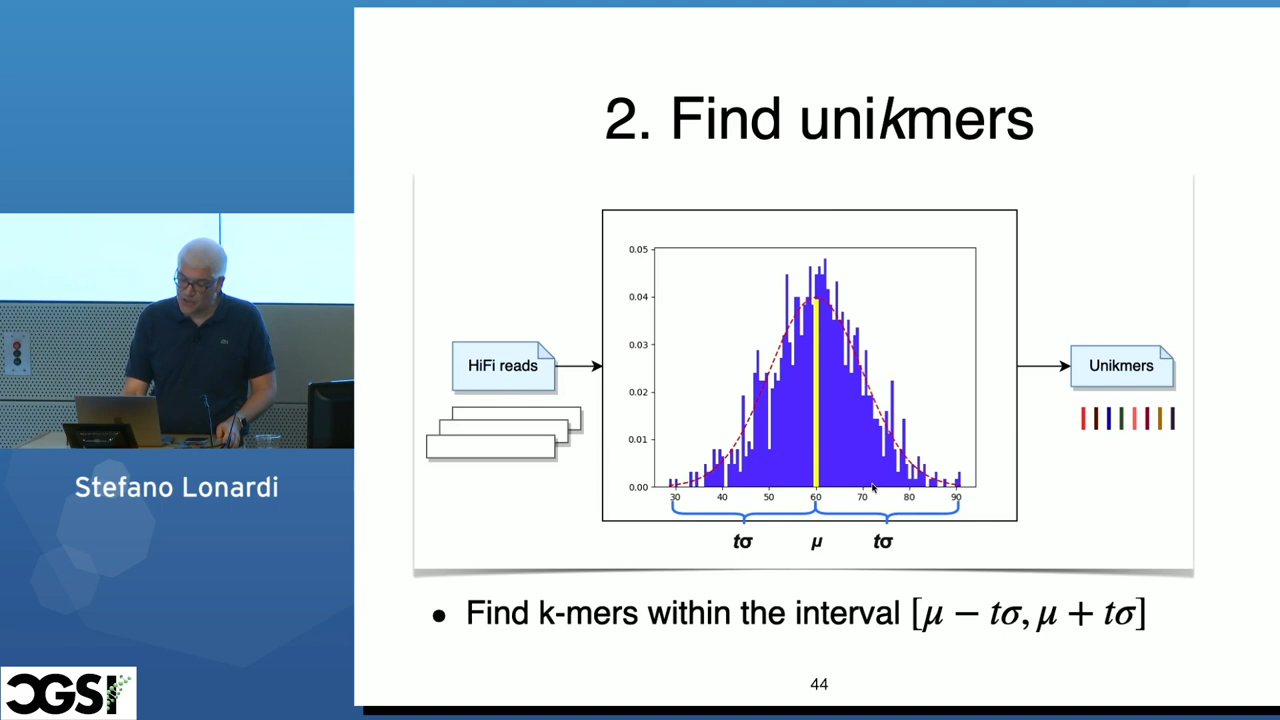 2. Find unikmers
HiFi reads
0.05
0.04
0.03
0.02
0.01
0.00
30 40 50 60 70 80 90
tσ μ tσ
Unikmers
• Find k-mers within the interval [μ − tσ, μ + tσ]
44
Stefano Lonardi
CGSI